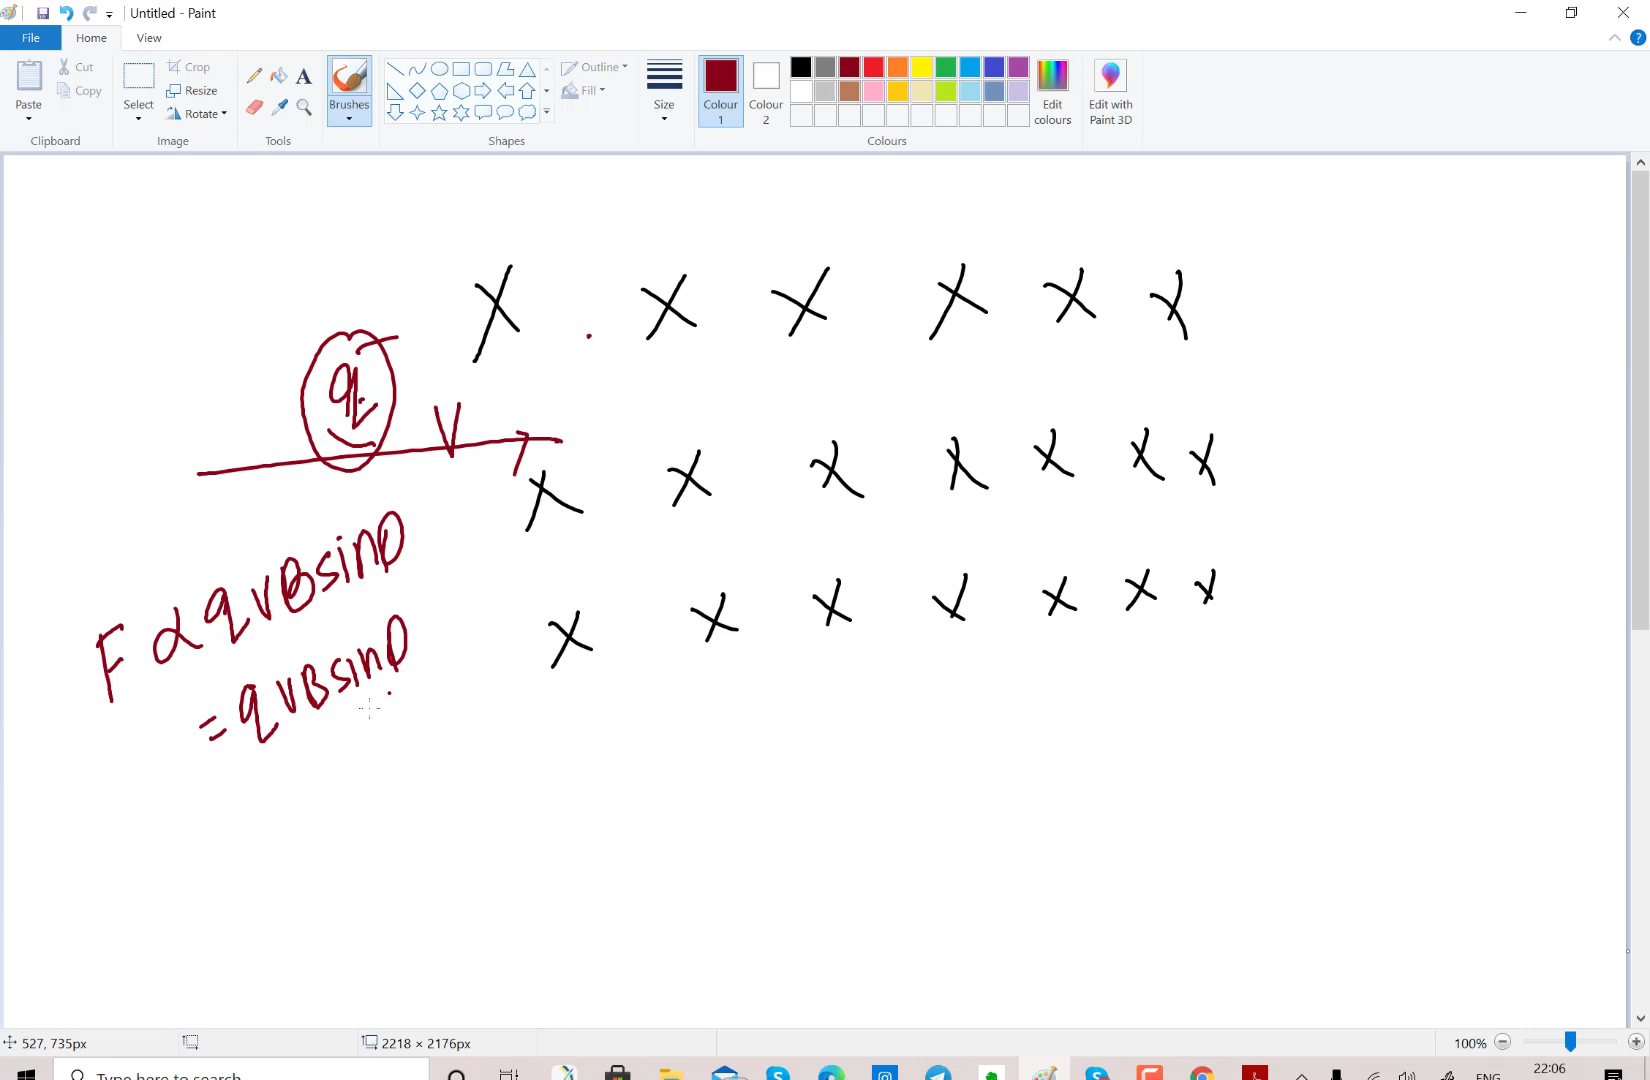 Untitled - Paint
File Home View
Paste
Cut
Copy
Clipboard
Select
Crop
Resize
Rotate
Image
Tools
Brushes
Shapes
Outline
Fill
Size
Colour 1
Colour 2
Edit colours
Edit with Paint 3D
Colours
X X X X X X
q
V
X X X X X X X
F α qvBsinθ
X X X X X X X
= qvBsinθ
527, 735px
2218 × 2176px
100%
Type here to search
ENG
22:06